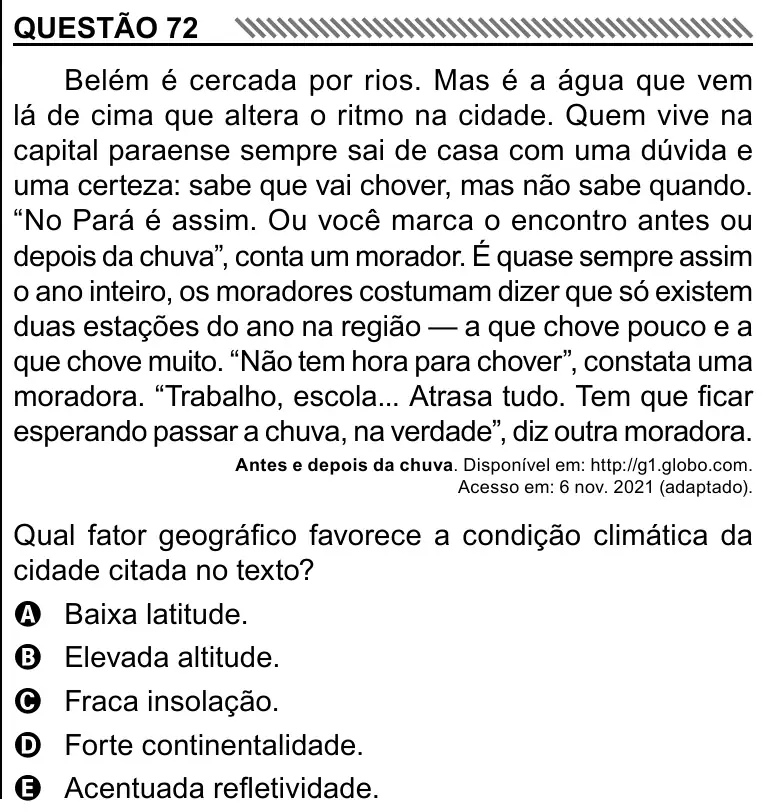 QUESTÃO 72
Belém é cercada por rios. Mas é a água que vem
lá de cima que altera o ritmo na cidade. Quem vive na
capital paraense sempre sai de casa com uma dúvida e
uma certeza: sabe que vai chover, mas não sabe quando.
“No Pará é assim. Ou você marca o encontro antes ou
depois da chuva”, conta um morador. É quase sempre assim
o ano inteiro, os moradores costumam dizer que só existem
duas estações do ano na região — a que chove pouco e a
que chove muito. “Não tem hora para chover”, constata uma
moradora. “Trabalho, escola... Atrasa tudo. Tem que ficar
esperando passar a chuva, na verdade”, diz outra moradora.
Antes e depois da chuva. Disponível em: http://g1.globo.com.
Acesso em: 6 nov. 2021 (adaptado).
Qual fator geográfico favorece a condição climática da
cidade citada no texto?
A Baixa latitude.
B Elevada altitude.
C Fraca insolação.
D Forte continentalidade.
E Acentuada refletividade.